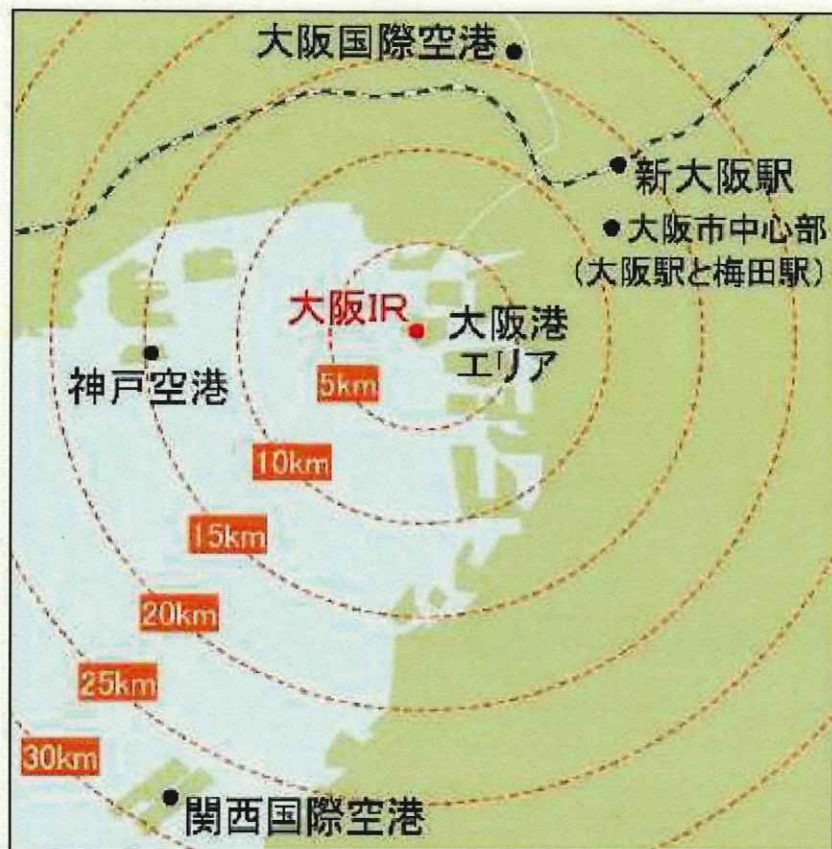 大阪国際空港
新大阪駅
大阪市中心部
(大阪駅と梅田駅)
大阪IR
大阪港
エリア
神戸空港
5km
10km
15km
20km
25km
30km
関西国際空港